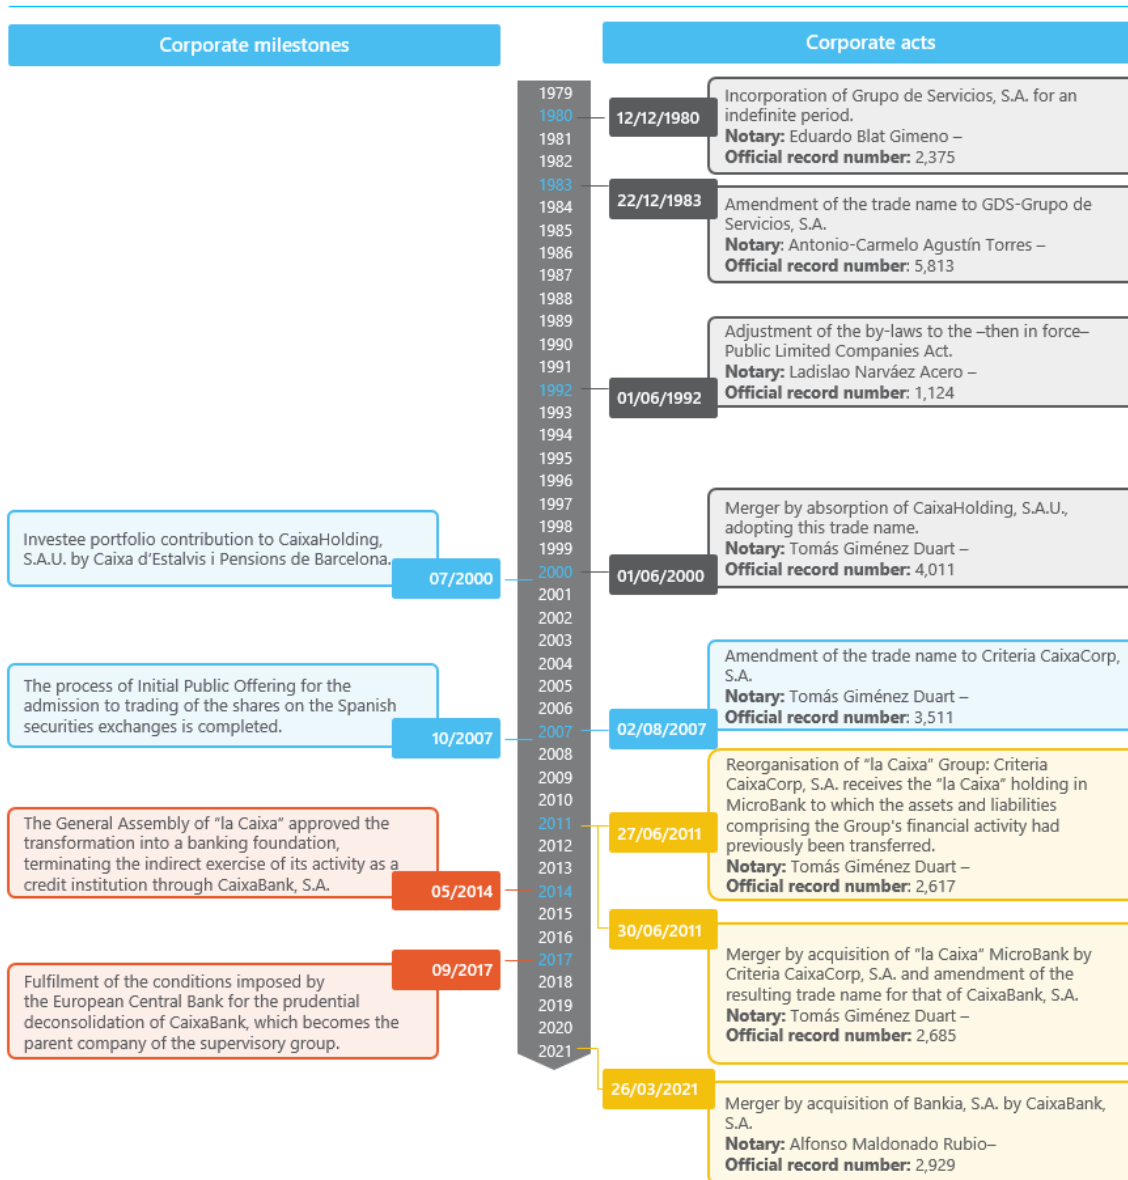 Corporate milestones
Corporate acts
1979
1980
1981
1982
1983
1984
1985
1986
1987
1988
1989
1990
1991
1992
1993
1994
1995
1996
1997
1998
1999
2000
2001
2002
2003
2004
2005
2006
2007
2008
2009
2010
2011
2012
2013
2014
2015
2016
2017
2018
2019
2020
2021
Investee portfolio contribution to CaixaHolding,
S.A.U. by Caixa d’Estalvis i Pensions de Barcelona.
07/2000
The process of Initial Public Offering for the
admission to trading of the shares on the Spanish
securities exchanges is completed.
10/2007
The General Assembly of “la Caixa” approved the
transformation into a banking foundation,
terminating the indirect exercise of its activity as a
credit institution through CaixaBank, S.A.
05/2014
09/2017
Fulfilment of the conditions imposed by
the European Central Bank for the prudential
deconsolidation of CaixaBank, which becomes the
parent company of the supervisory group.
12/12/1980
Incorporation of Grupo de Servicios, S.A. for an
indefinite period.
Notary: Eduardo Blat Gimeno –
Official record number: 2,375
22/12/1983
Amendment of the trade name to GDS-Grupo de
Servicios, S.A.
Notary: Antonio-Carmelo Agustín Torres –
Official record number: 5,813
01/06/1992
Adjustment of the by-laws to the –then in force–
Public Limited Companies Act.
Notary: Ladislao Narváez Acero –
Official record number: 1,124
01/06/2000
Merger by absorption of CaixaHolding, S.A.U.,
adopting this trade name.
Notary: Tomás Giménez Duart –
Official record number: 4,011
02/08/2007
Amendment of the trade name to Criteria CaixaCorp,
S.A.
Notary: Tomás Giménez Duart –
Official record number: 3,511
27/06/2011
Reorganisation of “la Caixa” Group: Criteria
CaixaCorp, S.A. receives the “la Caixa” holding in
MicroBank to which the assets and liabilities
comprising the Group's financial activity had
previously been transferred.
Notary: Tomás Giménez Duart –
Official record number: 2,617
30/06/2011
Merger by acquisition of “la Caixa” MicroBank by
Criteria CaixaCorp, S.A. and amendment of the
resulting trade name for that of CaixaBank, S.A.
Notary: Tomás Giménez Duart –
Official record number: 2,685
26/03/2021
Merger by acquisition of Bankia, S.A. by CaixaBank,
S.A.
Notary: Alfonso Maldonado Rubio–
Official record number: 2,929